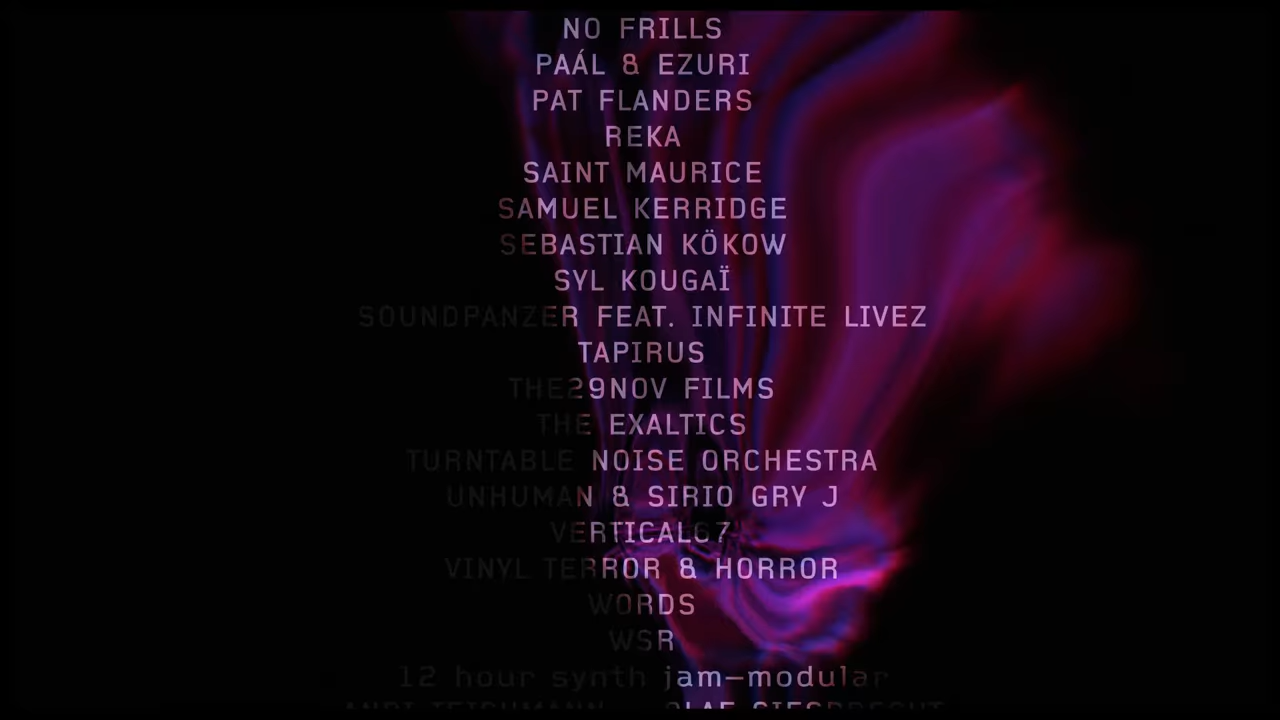 NO FRILLS
PAÁL & EZURI
PAT FLANDERS
REKA
SAINT MAURICE
SAMUEL KERRIDGE
SEBASTIAN KÖKOW
SYL KOUGAÏ
SOUNDPANZER FEAT. INFINITE LIVEZ
TAPIRUS
THE29NOV FILMS
THE EXALTICS
TURNTABLE NOISE ORCHESTRA
UNHUMAN & SIRIO GRY J
VERTICAL67
VINYL TERROR & HORROR
WORDS
WSR
12 hour synth jam—modular